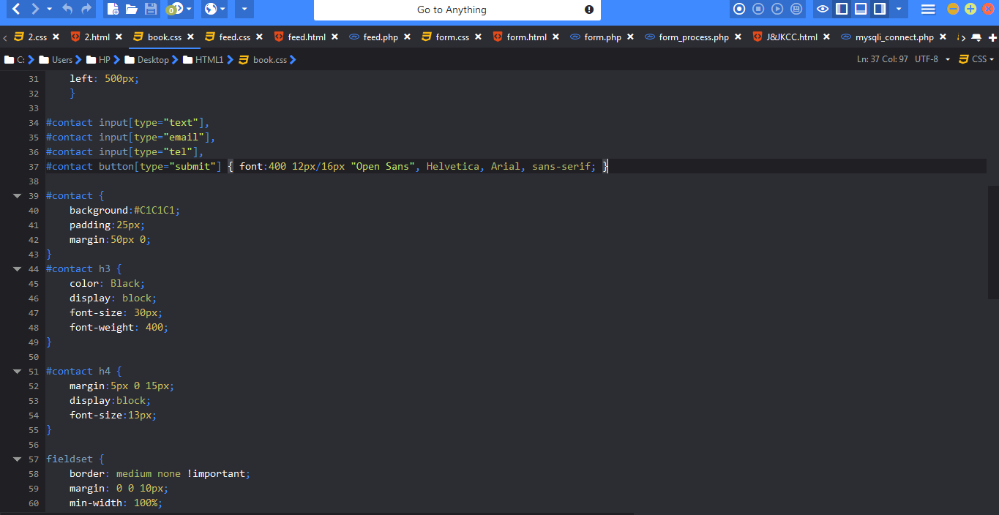 Go to Anything
2.css 2.html book.css feed.css feed.html feed.php form.css form.html form.php form_process.php J&JKCC.html mysqli_connect.php
C: Users HP Desktop HTML1 book.css Ln: 37 Col: 97 UTF-8 CSS
0
31 left: 500px;
32 }
33
34 #contact input[type="text"],
35 #contact input[type="email"],
36 #contact input[type="tel"],
37 #contact button[type="submit"] { font:400 12px/16px "Open Sans", Helvetica, Arial, sans-serif; }
38
39 #contact {
40 background:#C1C1C1;
41 padding:25px;
42 margin:50px 0;
43 }
44 #contact h3 {
45 color: Black;
46 display: block;
47 font-size: 30px;
48 font-weight: 400;
49 }
50
51 #contact h4 {
52 margin:5px 0 15px;
53 display:block;
54 font-size:13px;
55 }
56
57 fieldset {
58 border: medium none !important;
59 margin: 0 0 10px;
60 min-width: 100%;